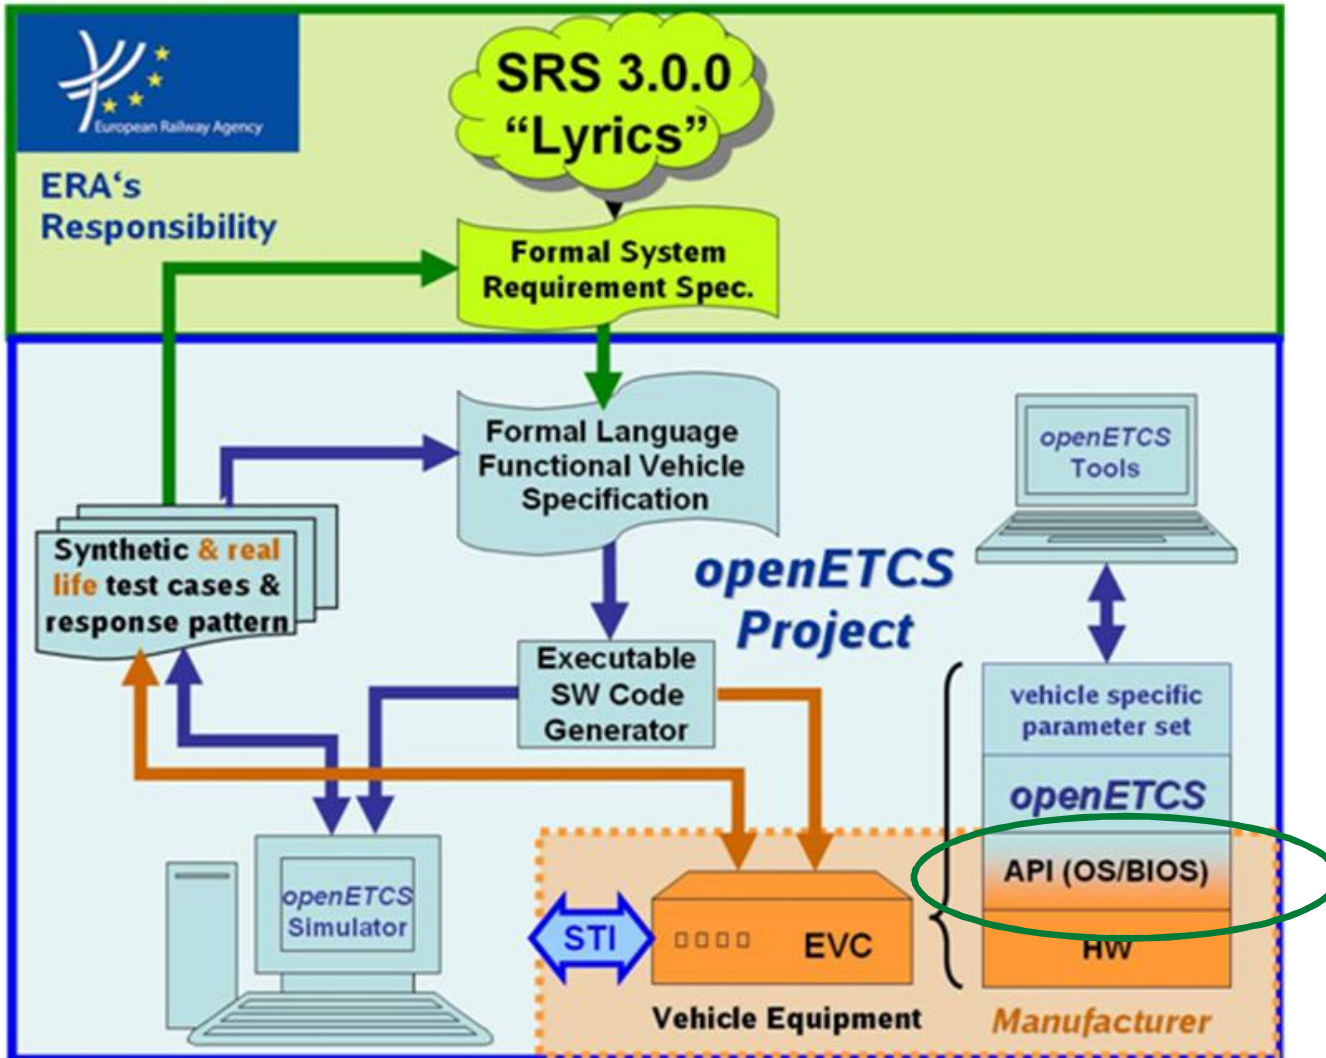 SRS 3.0.0
“Lyrics”
European Railway Agency
ERA‘s
Responsibility
Formal System
Requirement Spec.
Formal Language
Functional Vehicle
Specification
openETCS
Tools
Synthetic & real
life test cases &
response pattern
openETCS
Project
Executable
SW Code
Generator
vehicle specific
parameter set
openETCS
API (OS/BIOS)
HW
openETCS
Simulator
STI
EVC
Vehicle Equipment
Manufacturer